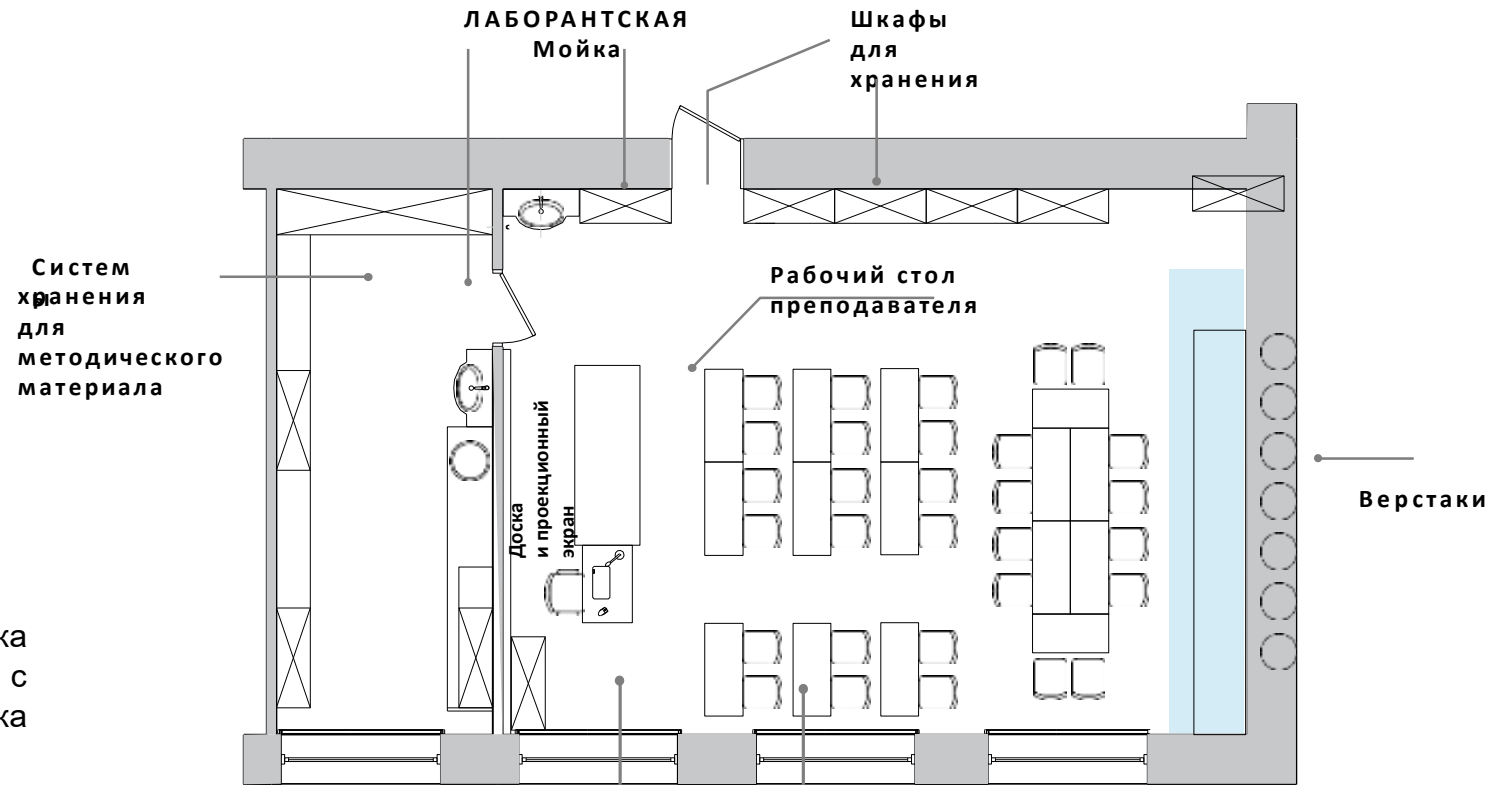 ЛАБОРАНТСКАЯ
Мойка
Шкафы
для
хранения
Систем
ы
хранения
для
методического
материала
Рабочий стол
преподавателя
Доска
и проекционный
экран
Верстаки
ка
с
ка